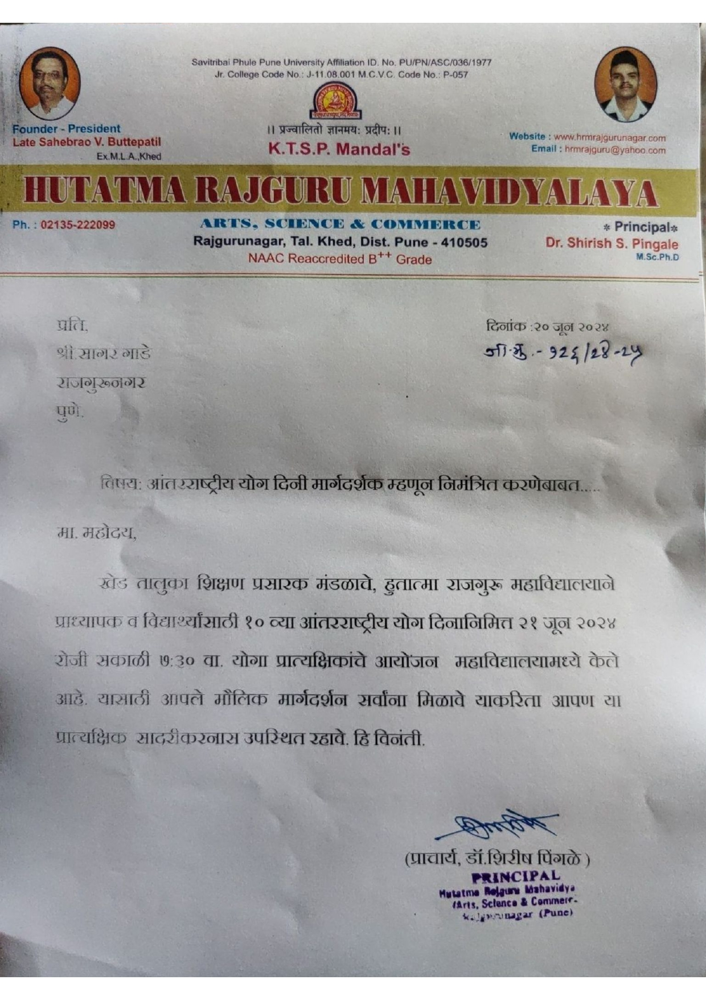 Savitribai Phule Pune University Affiliation ID. No. PU/PN/ASC/036/1977
Jr. College Code No.: J-11.08.001 M.C.V.C. Code No.: P-057
Founder - President
Late Sahebrao V. Buttepatil
Ex.M.L.A.,Khed
।। प्रज्वालितो ज्ञानमयः प्रदीपः ।।
K.T.S.P. Mandal's
Website : www.hrmrajgurunagar.com
Email : hrmrajguru@yahoo.com
HUTATMA RAJGURU MAHAVIDYALAYA
Ph. : 02135-222099
ARTS, SCIENCE & COMMERCE
Rajgurunagar, Tal. Khed, Dist. Pune - 410505
NAAC Reaccredited B++ Grade
* Principal*
Dr. Shirish S. Pingale
M.Sc.Ph.D
प्रति,
दिनांक :२० जून २०२४
श्री.सागर गाडे
जा.क्रं.- १२६/२४-२५
राजगुरूनगर
पुणे.
विषय: आंतरराष्ट्रीय योग दिनी मार्गदर्शक म्हणून निमंत्रित करणेबाबत.....
मा. महोदय,
खेड तालुका शिक्षण प्रसारक मंडळाचे, हुतात्मा राजगुरू महाविद्यालयाने
प्राध्यापक व विद्यार्थ्यांसाठी १० व्या आंतरराष्ट्रीय योग दिनानिमित्त २१ जून २०२४
रोजी सकाळी ७:३० वा. योगा प्रात्यक्षिकांचे आयोजन महाविद्यालयामध्ये केले
आहे. यासाठी आपले मौलिक मार्गदर्शन सर्वांना मिळावे याकरिता आपण या
प्रात्यक्षिक सादरीकरनास उपस्थित रहावे. हि विनंती.
(प्राचार्य, डॉ.शिरीष पिंगळे )
PRINCIPAL
Hutatma Rajguru Mahavidya
(Arts, Science & Commerc
(Pune)